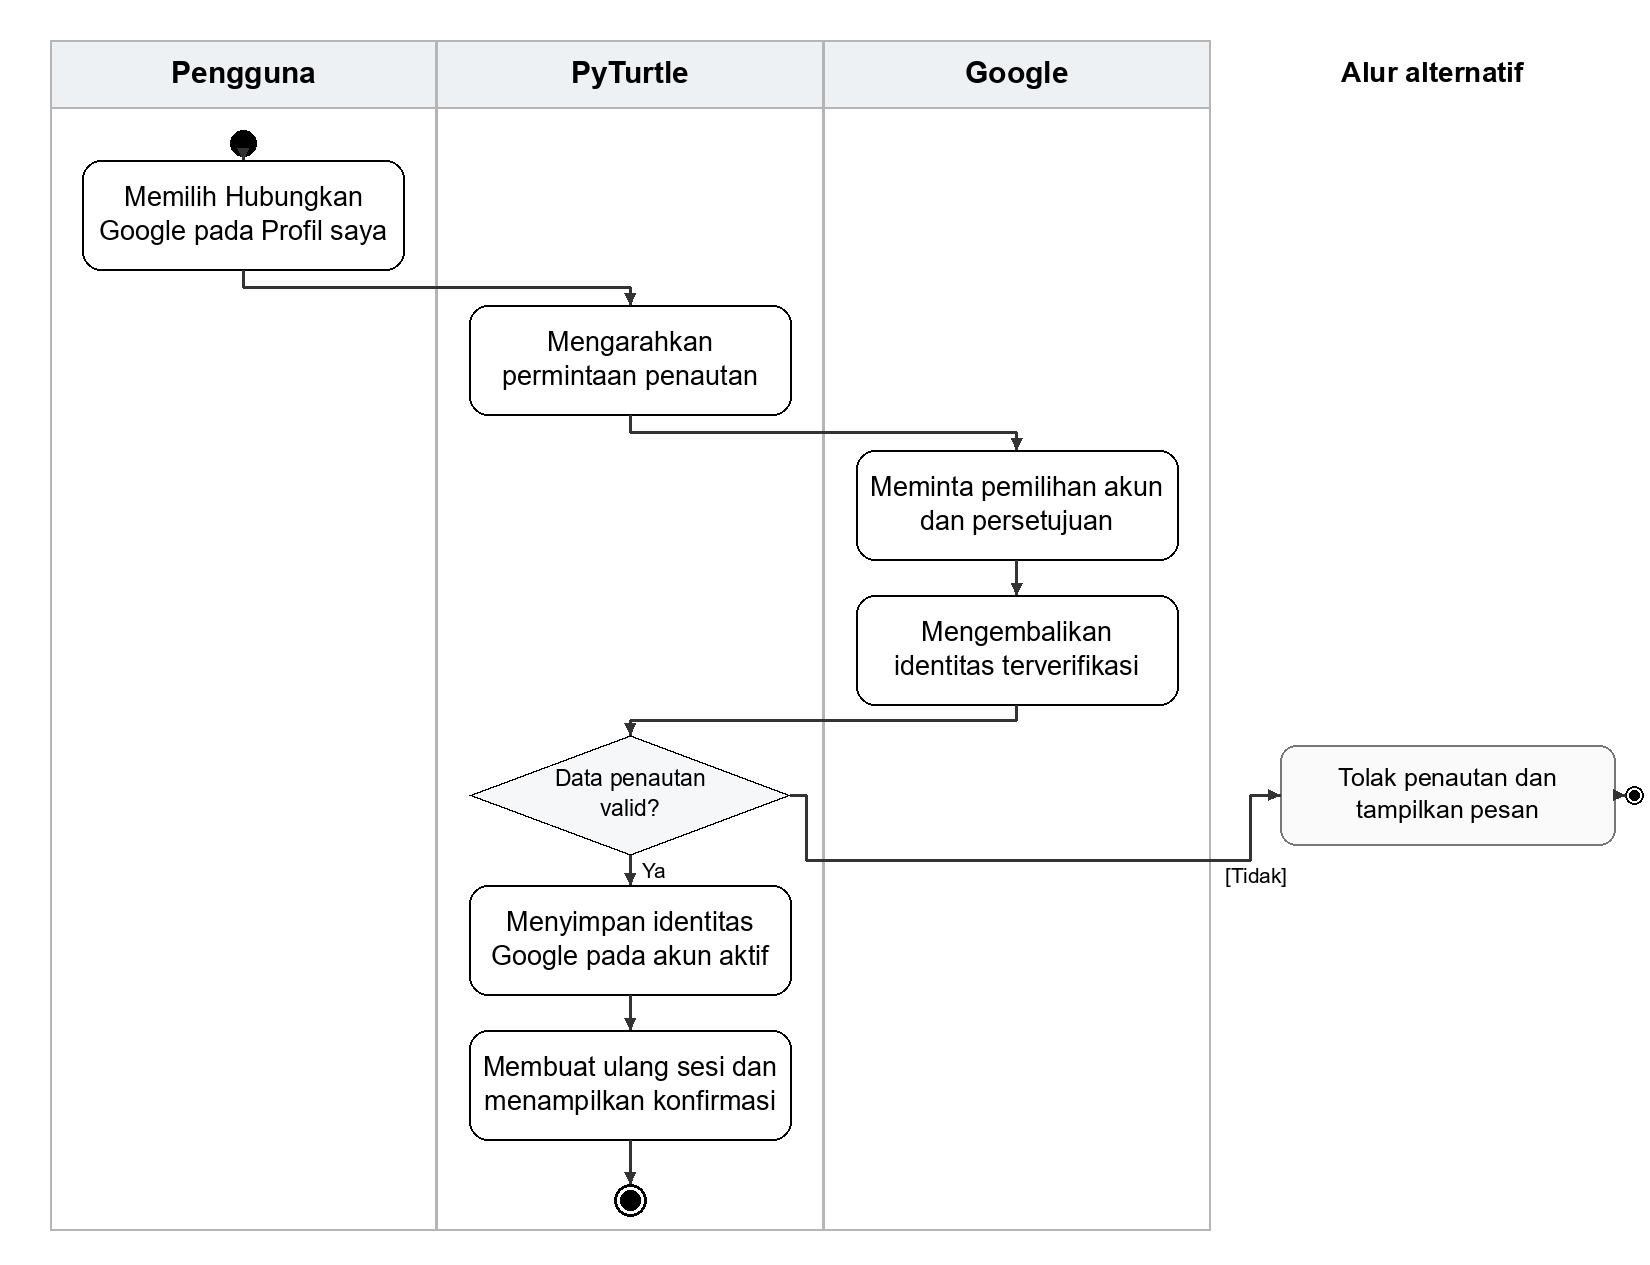 Pengguna
PyTurtle
Google
Alur alternatif
Memilih Hubungkan
Google pada Profil saya
Mengarahkan
permintaan penautan
Meminta pemilihan akun
dan persetujuan
Mengembalikan
identitas terverifikasi
Data penautan
valid?
Tolak penautan dan
tampilkan pesan
Ya
[Tidak]
Menyimpan identitas
Google pada akun aktif
Membuat ulang sesi dan
menampilkan konfirmasi